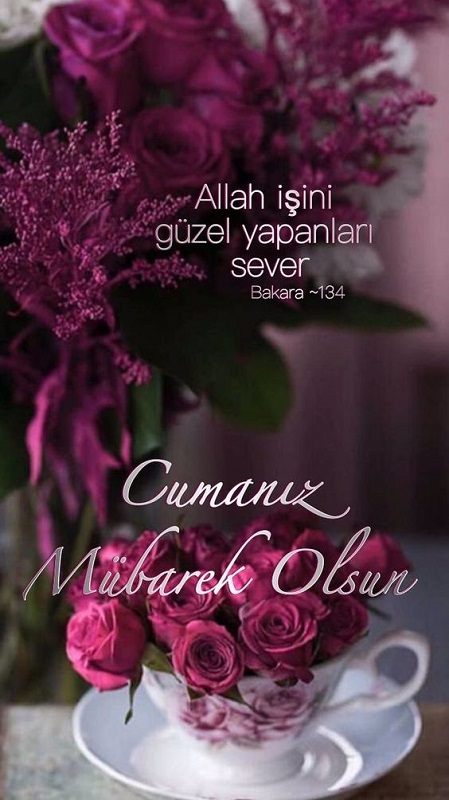 Allah işini
güzel yapanları
sever
Bakara ~134
Cumanız
Mübarek Olsun